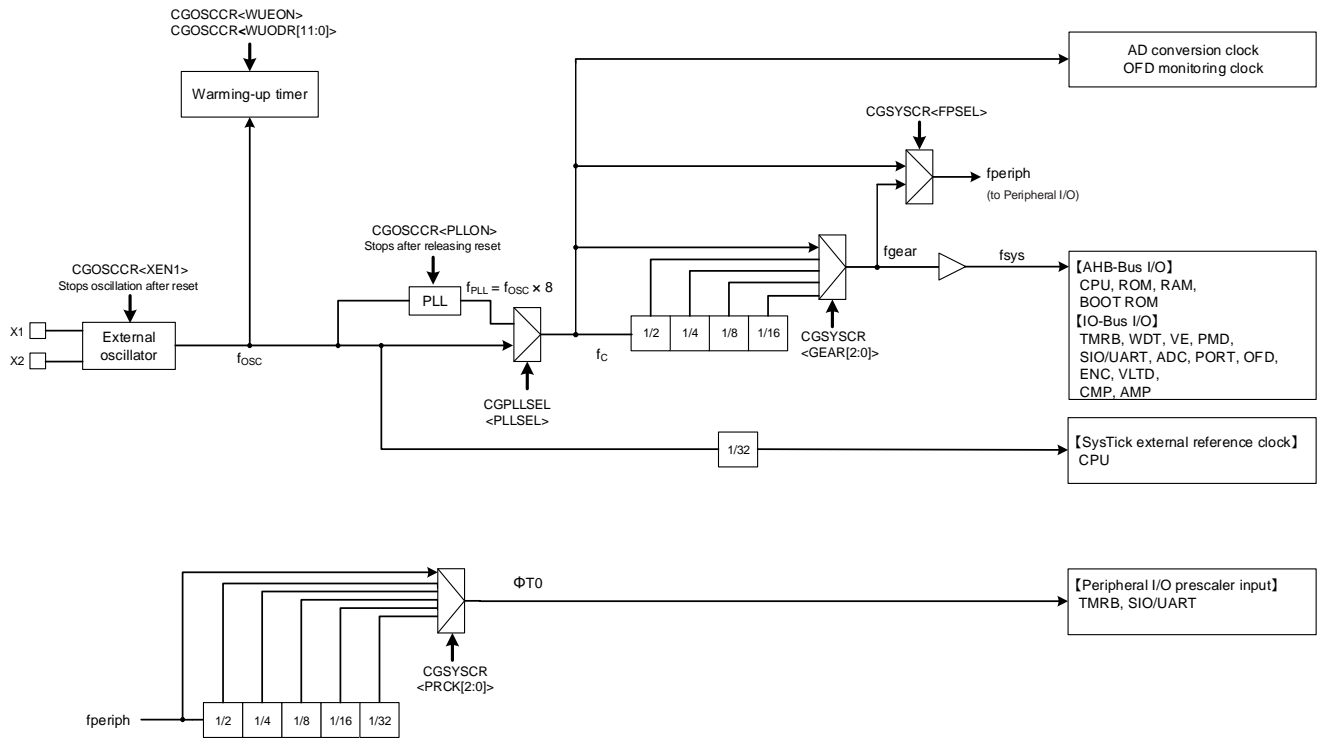 CGOSCCR<WUEON>
CGOSCCR<WUODR[11:0]>
Warming-up timer
AD conversion clock
OFD monitoring clock
CGSYSCR<FPSEL>
fperiph
(to Peripheral I/O)
CGOSCCR<PLLON>
Stops after releasing reset
CGOSCCR<XEN1>
Stops oscillation after reset
PLL
fPLL = fOSC × 8
fgear
fsys
【AHB-Bus I/O】
CPU, ROM, RAM,
BOOT ROM
【IO-Bus I/O】
TMRB, WDT, VE, PMD,
SIO/UART, ADC, PORT, OFD,
ENC, VLTD,
CMP, AMP
X1
X2
External
oscillator
fOSC
fC
1/2 1/4 1/8 1/16
CGSYSCR
<GEAR[2:0]>
CGPLLSEL
<PLLSEL>
1/32
【SysTick external reference clock】
CPU
ΦT0
【Peripheral I/O prescaler input】
TMRB, SIO/UART
CGSYSCR
<PRCK[2:0]>
fperiph
1/2 1/4 1/8 1/16 1/32